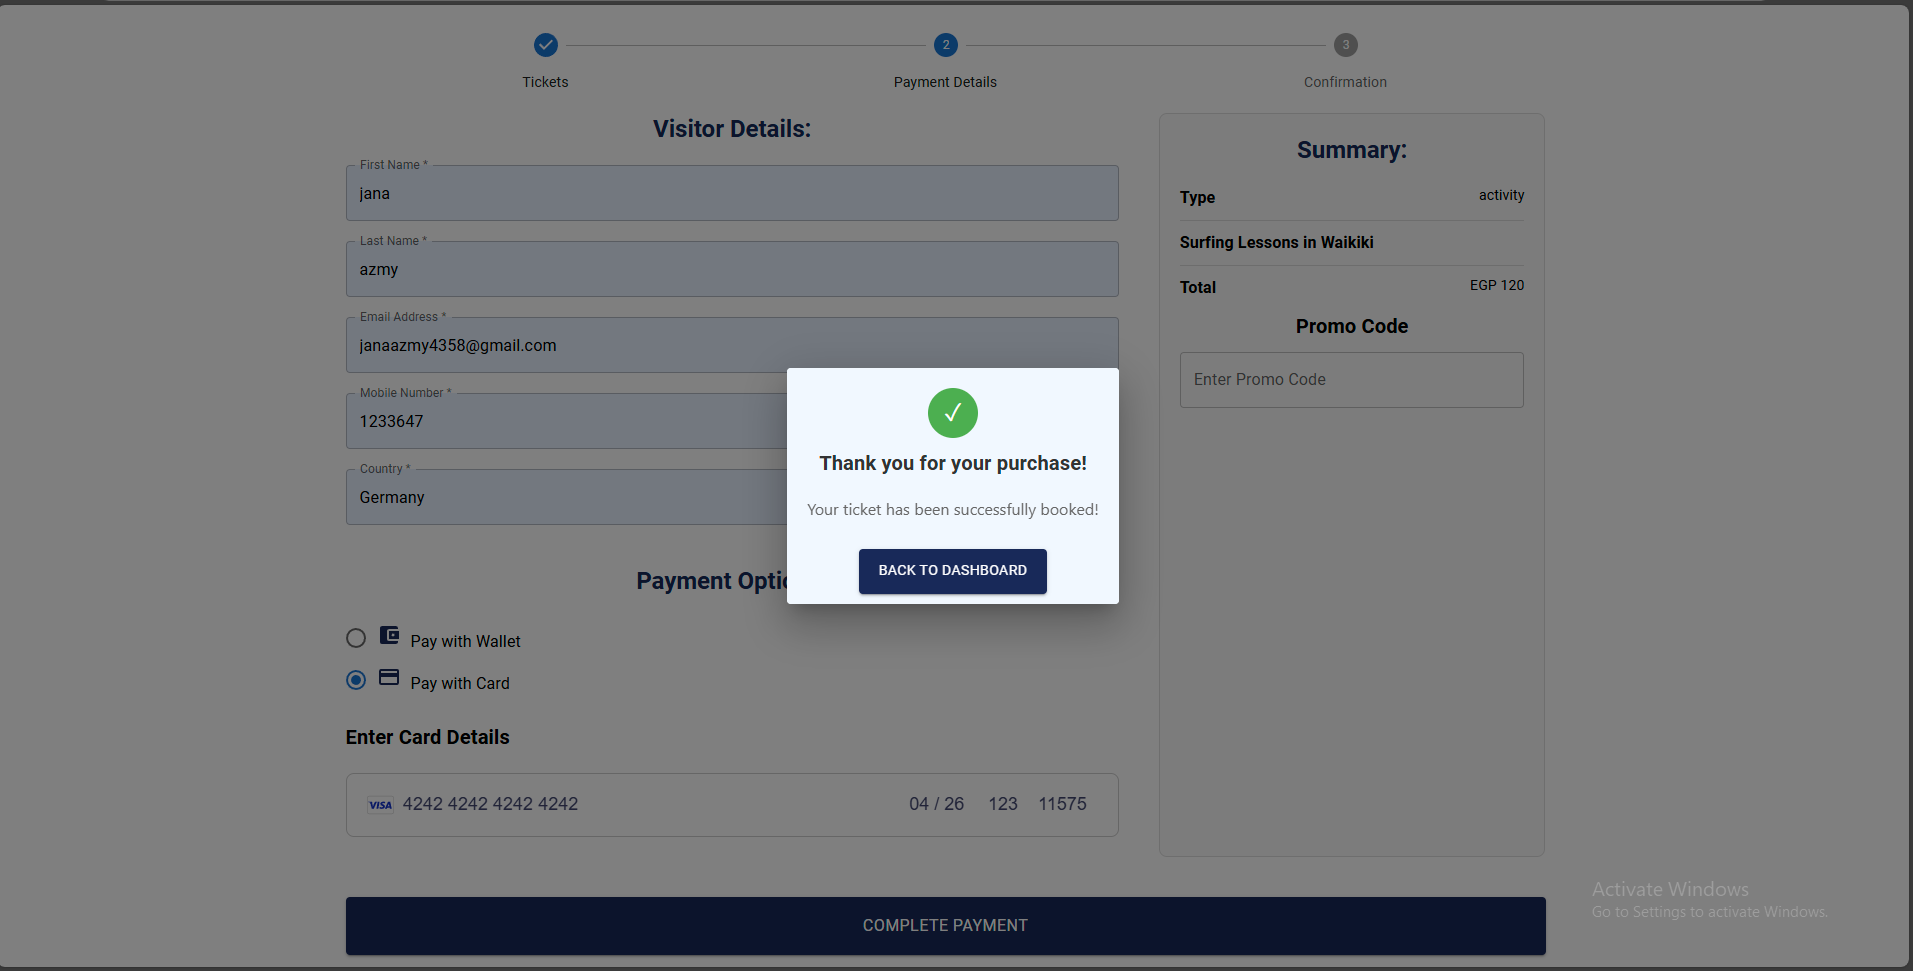 2
3
Tickets
Payment Details
Confirmation
Visitor Details:
First Name *
jana
Last Name *
azmy
Email Address *
janaazmy4358@gmail.com
Mobile Number *
1233647
Country *
Germany
Payment Optio
Pay with Wallet
Pay with Card
Enter Card Details
VISA 4242 4242 4242 4242 04 / 26 123 11575
COMPLETE PAYMENT
Summary:
Type activity
Surfing Lessons in Waikiki
Total EGP 120
Promo Code
Enter Promo Code
Thank you for your purchase!
Your ticket has been successfully booked!
BACK TO DASHBOARD
Activate Windows
Go to Settings to activate Windows.